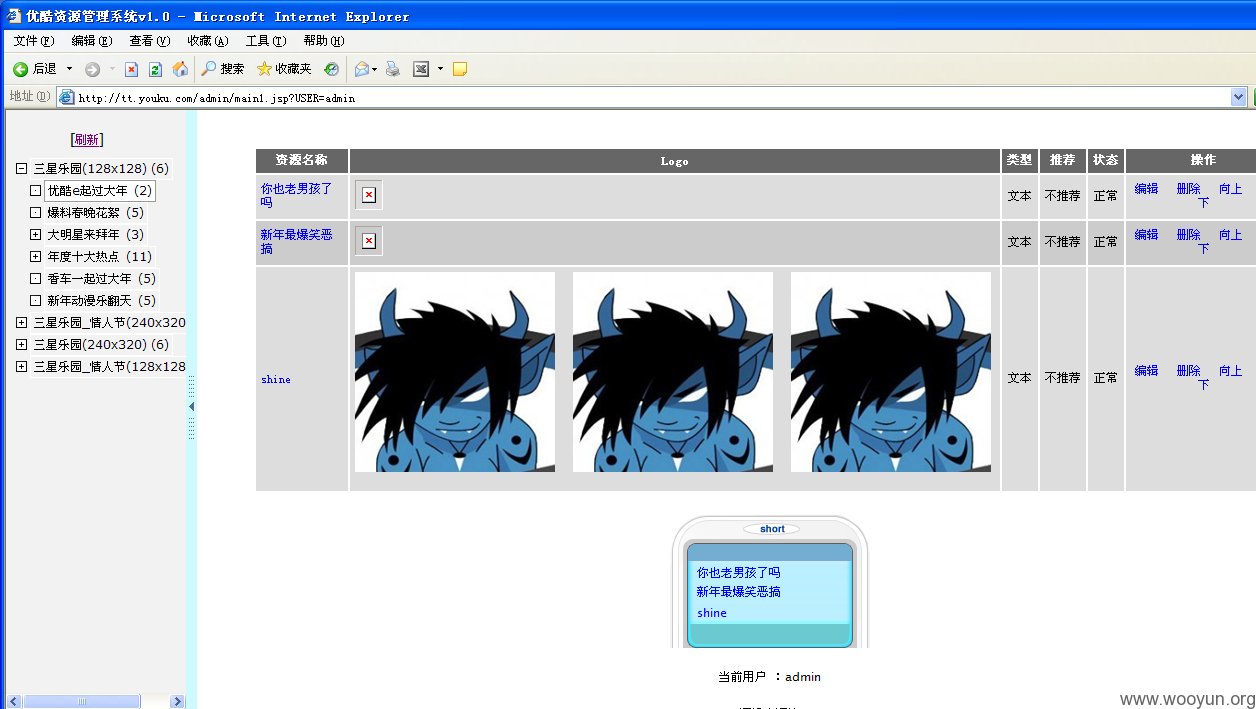 优酷资源管理系统v1.0 - Microsoft Internet Explorer
文件(F) 编辑(E) 查看(V) 收藏(A) 工具(T) 帮助(H)
后退 搜索 收藏夹
地址(D) http://tt.youku.com/admin/main1.jsp?USER=admin
[刷新]
三星乐园(128x128) (6)
优酷e起过大年 (2)
爆料春晚花絮 (5)
大明星来拜年 (3)
年度十大热点 (11)
香车一起过大年 (5)
新年动漫乐翻天 (5)
三星乐园_情人节(240x320
三星乐园(240x320) (6)
三星乐园_情人节(128x128
资源名称 Logo 类型 推荐 状态 操作
你也老男孩了
吗
文本 不推荐 正常 编辑 删除 向上
下
新年最爆笑恶
搞
文本 不推荐 正常 编辑 删除 向上
下
shine 文本 不推荐 正常 编辑 删除 向上
下
short
你也老男孩了吗
新年最爆笑恶搞
shine
当前用户 : admin
www.wooyun.org